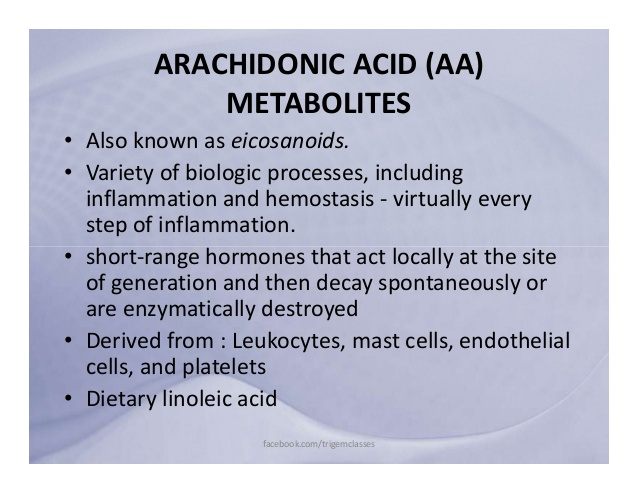 ARACHIDONIC ACID (AA)
METABOLITES
• Also known as eicosanoids.
• Variety of biologic processes, including
inflammation and hemostasis - virtually every
step of inflammation.
• short-range hormones that act locally at the site
of generation and then decay spontaneously or
are enzymatically destroyed
• Derived from : Leukocytes, mast cells, endothelial
cells, and platelets
• Dietary linoleic acid
facebook.com/trigemclasses